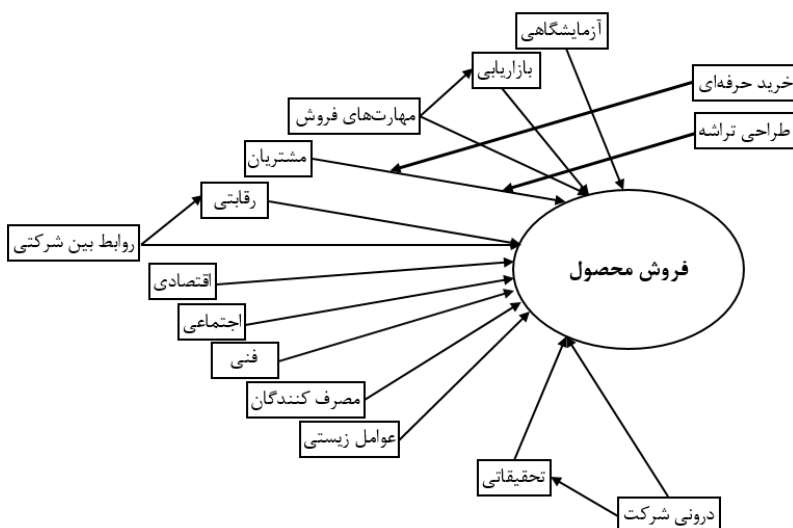 آزمایشگاهی
بازاریابی
خرید حرفه‌ای
مهارت‌های فروش
طراحی تراشه
مشتریان
رقابتی
روابط بین شرکتی
فروش محصول
اقتصادی
اجتماعی
فنی
مصرف کنندگان
عوامل زیستی
تحقیقاتی
درونی شرکت